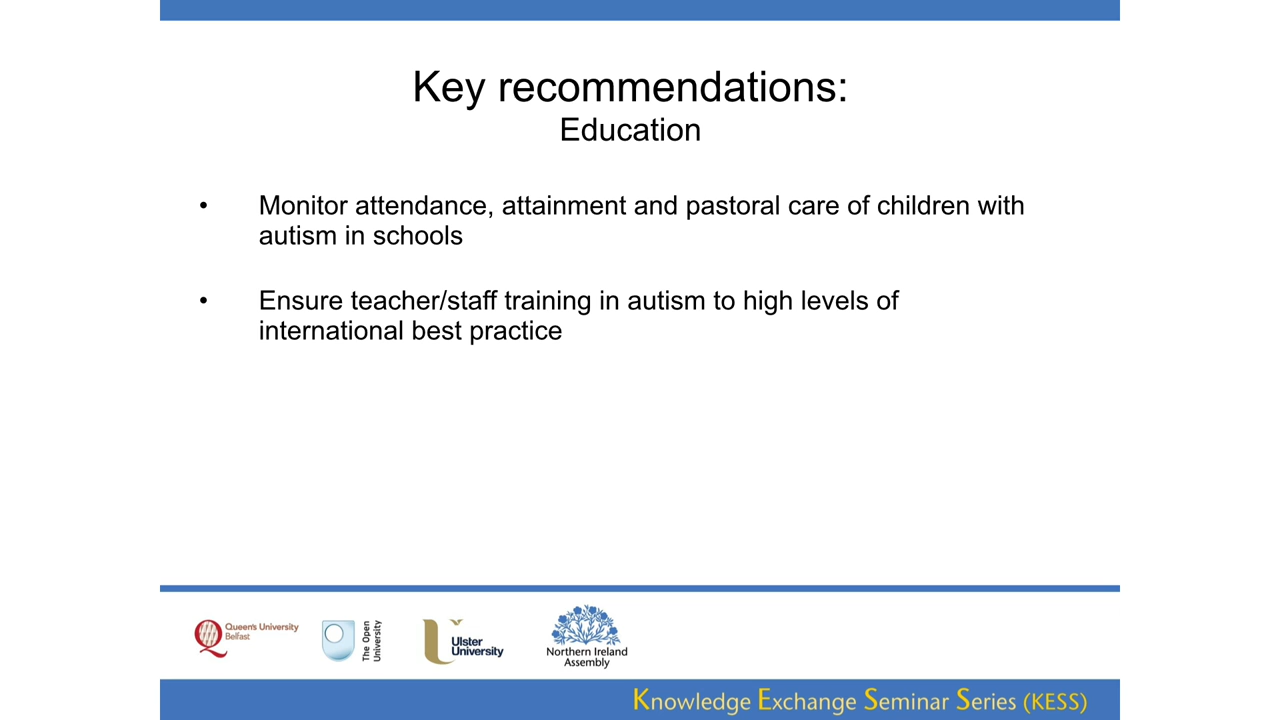 Key recommendations:
Education
• Monitor attendance, attainment and pastoral care of children with
autism in schools
• Ensure teacher/staff training in autism to high levels of
international best practice
Queen's University
Belfast
The Open
University
Ulster
University
Northern Ireland
Assembly
Knowledge Exchange Seminar Series (KESS)